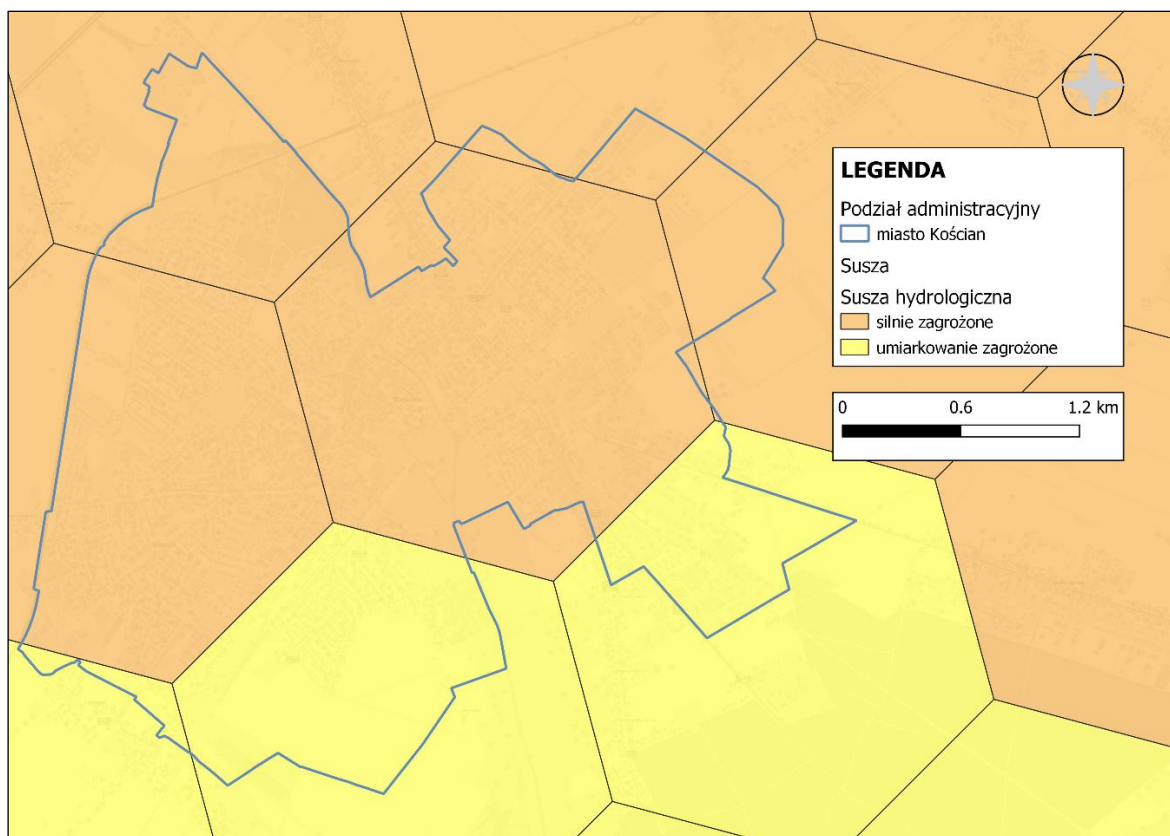 LEGENDA
Podział administracyjny
miasto Kościan
Susza
Susza hydrologiczna
silnie zagrożone
umiarkowanie zagrożone
0 0.6 1.2 km